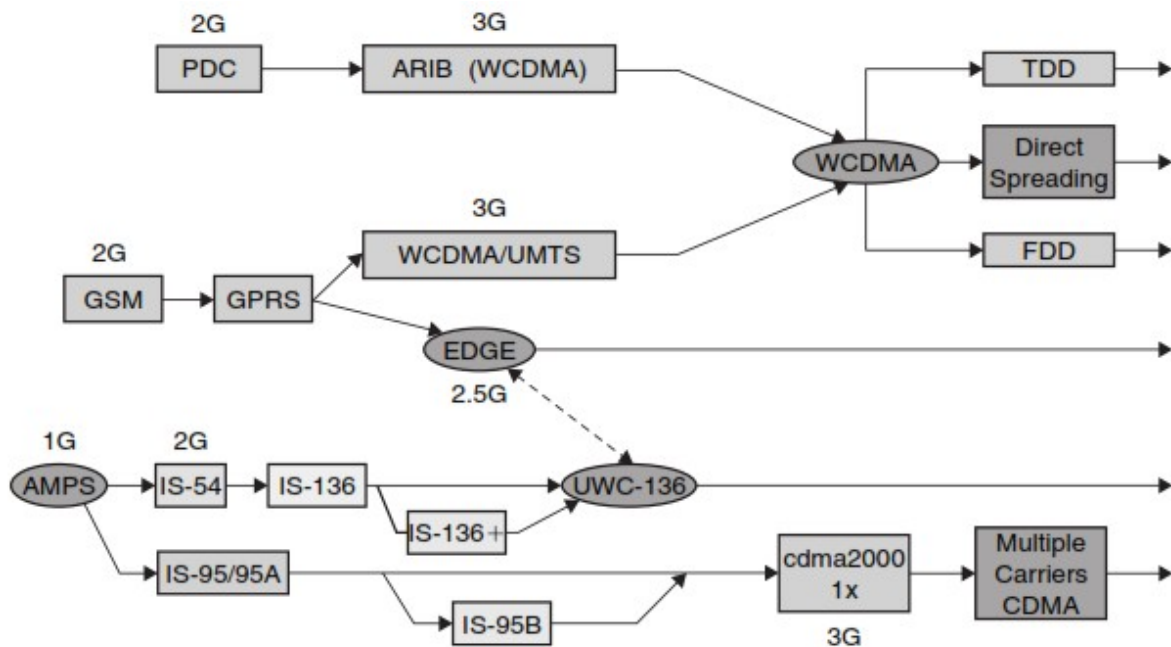 2G
3G
PDC
ARIB (WCDMA)
TDD
WCDMA
Direct
Spreading
3G
2G
WCDMA/UMTS
FDD
GSM
GPRS
EDGE
2.5G
1G
2G
AMPS
IS-54
IS-136
UWC-136
IS-136+
IS-95/95A
cdma2000
1x
Multiple
Carriers
CDMA
IS-95B
3G